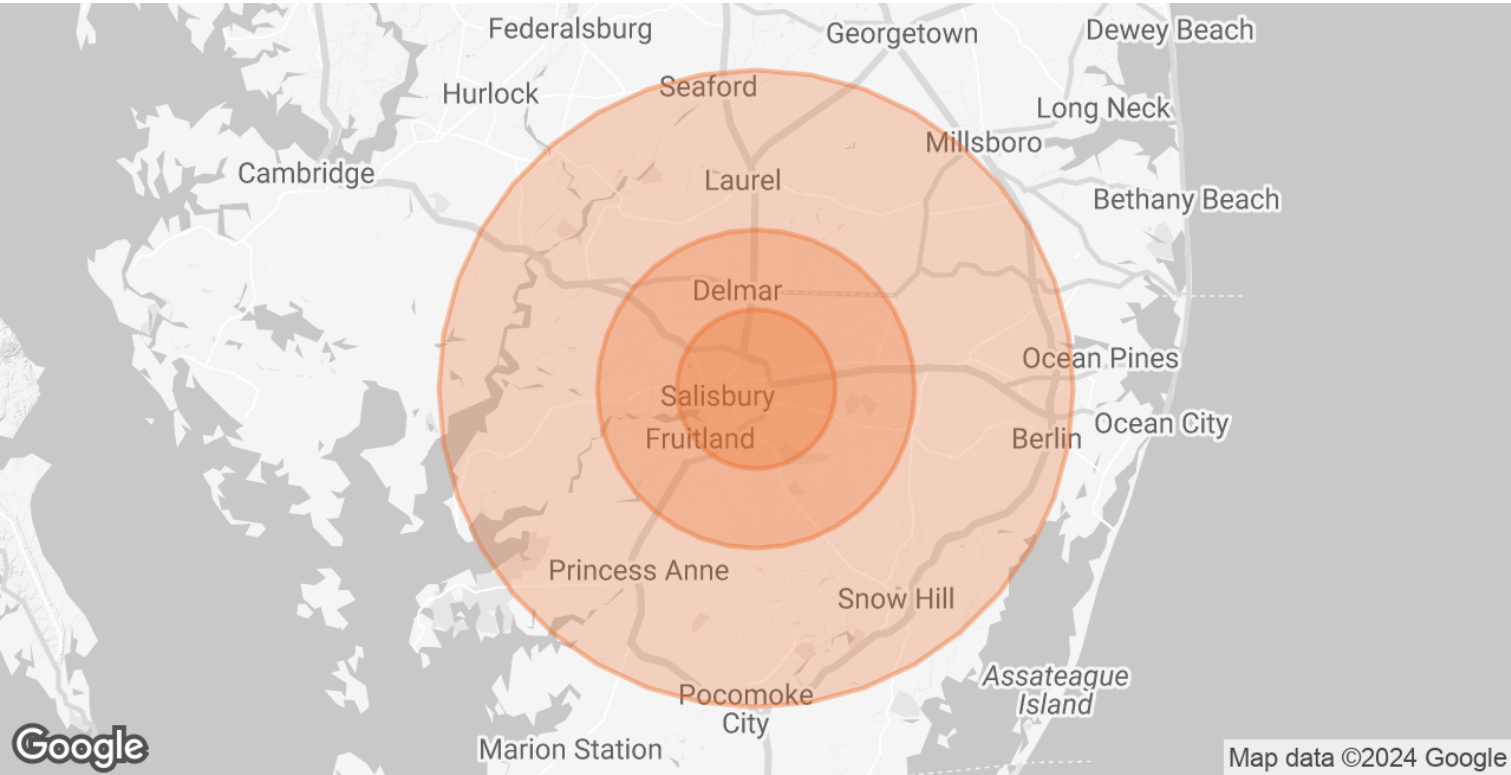 Federalsburg
Georgetown
Dewey Beach
Hurlock
Seaford
Long Neck
Millsboro
Cambridge
Laurel
Bethany Beach
Delmar
Ocean Pines
Salisbury
Ocean City
Fruitland
Berlin
Princess Anne
Snow Hill
Assateague
Island
Pocomoke
City
Marion Station
Google
Map data ©2024 Google